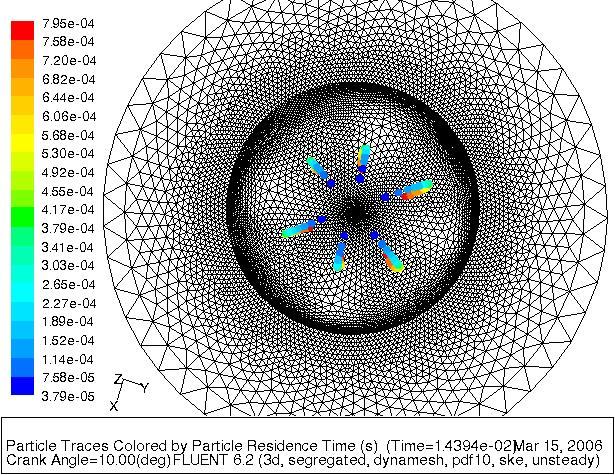 7.95e-04
7.58e-04
7.20e-04
6.82e-04
6.44e-04
6.06e-04
5.68e-04
5.30e-04
4.92e-04
4.55e-04
4.17e-04
3.79e-04
3.41e-04
3.03e-04
2.65e-04
2.27e-04
1.89e-04
1.52e-04
1.14e-04
7.58e-05
3.79e-05
Z
Y
X
Particle Traces Colored by Particle Residence Time (s) (Time=1.4394e-02)
Mar 15, 2006
Crank Angle=10.00(deg)
FLUENT 6.2 (3d, segregated, dynamesh, pdf10, ske, unsteady)